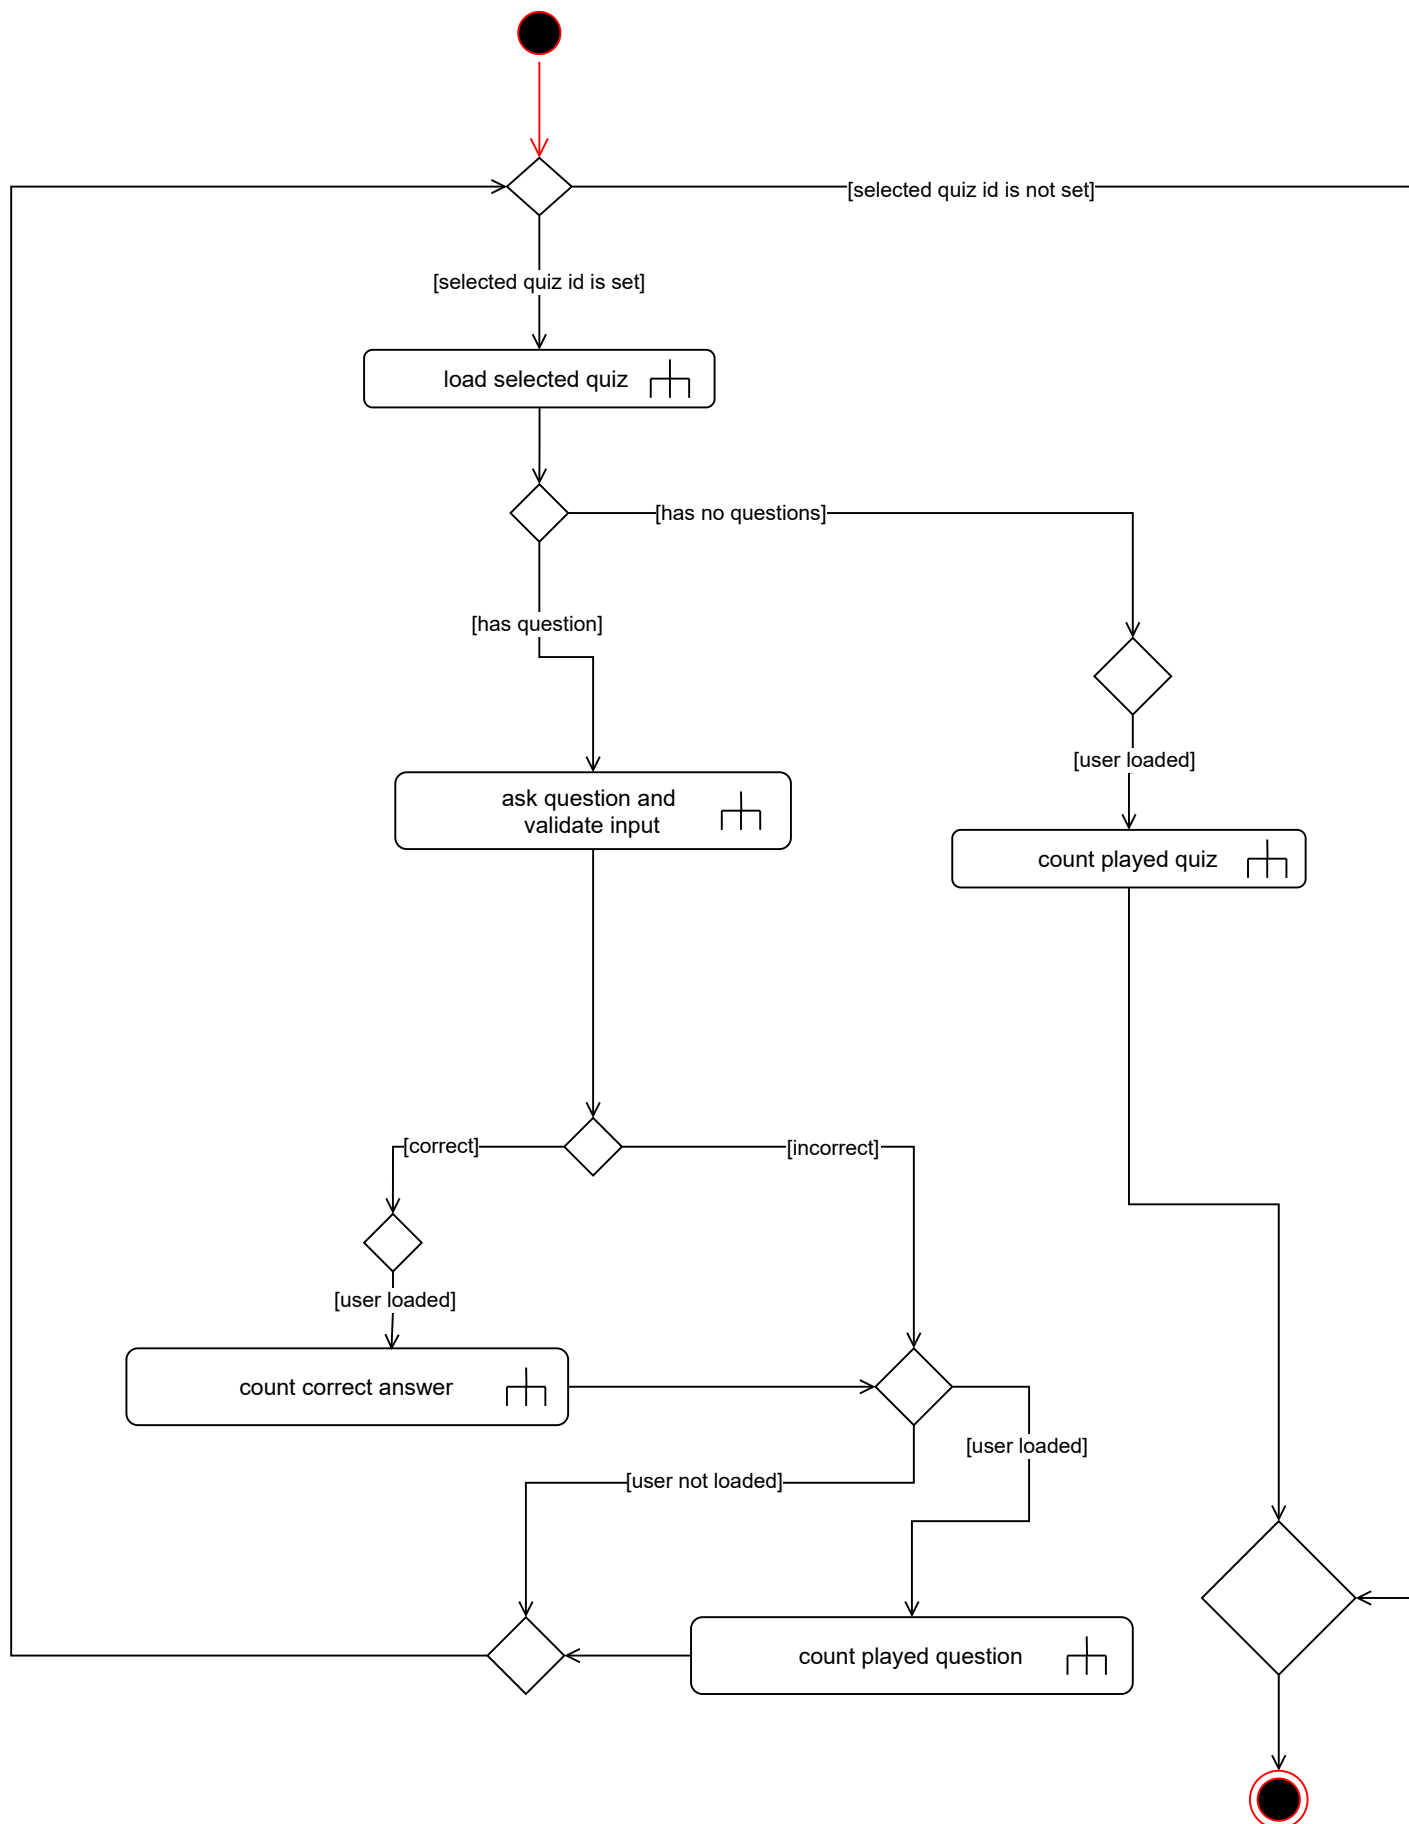 [selected quiz id is not set]
[selected quiz id is set]
load selected quiz
[has no questions]
[has question]
[user loaded]
ask question and
validate input
count played quiz
[correct]
[incorrect]
[user loaded]
count correct answer
[user loaded]
[user not loaded]
count played question